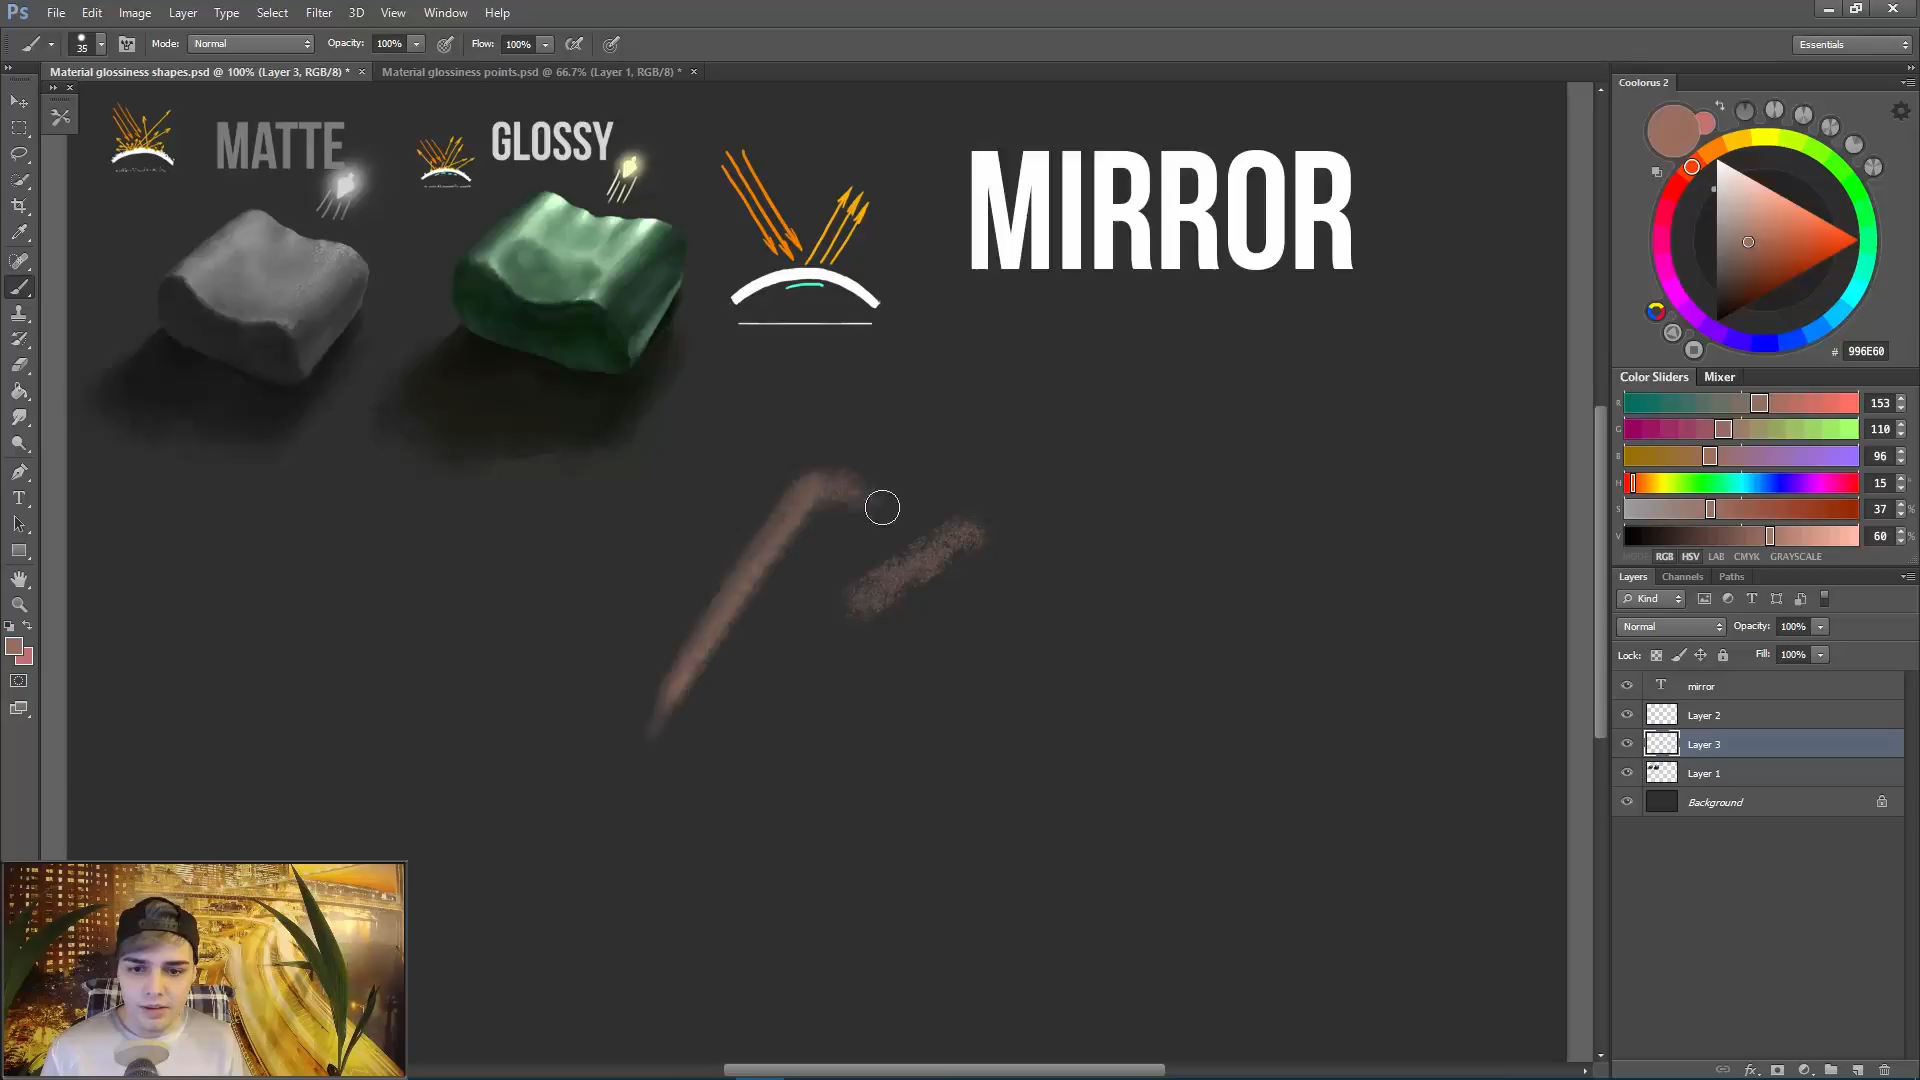 Ps File Edit Image Layer Type Select Filter 3D View Window Help
35 Mode: Normal Opacity: 100% Flow: 100% Essentials
Material glossiness shapes.psd @ 100% (Layer 3, RGB/8) * × Material glossiness points.psd @ 66.7% (Layer 1, RGB/8) * ×
MATTE
GLOSSY
MIRROR
Coolorus 2
# 996E60
Color Sliders Mixer
R 153
G 110
B 96
H 15 °
S 37 %
V 60 %
MODE RGB HSV LAB CMYK GRAYSCALE
Layers Channels Paths
Kind
Normal Opacity: 100%
Lock: Fill: 100%
mirror
Layer 2
Layer 3
Layer 1
Background